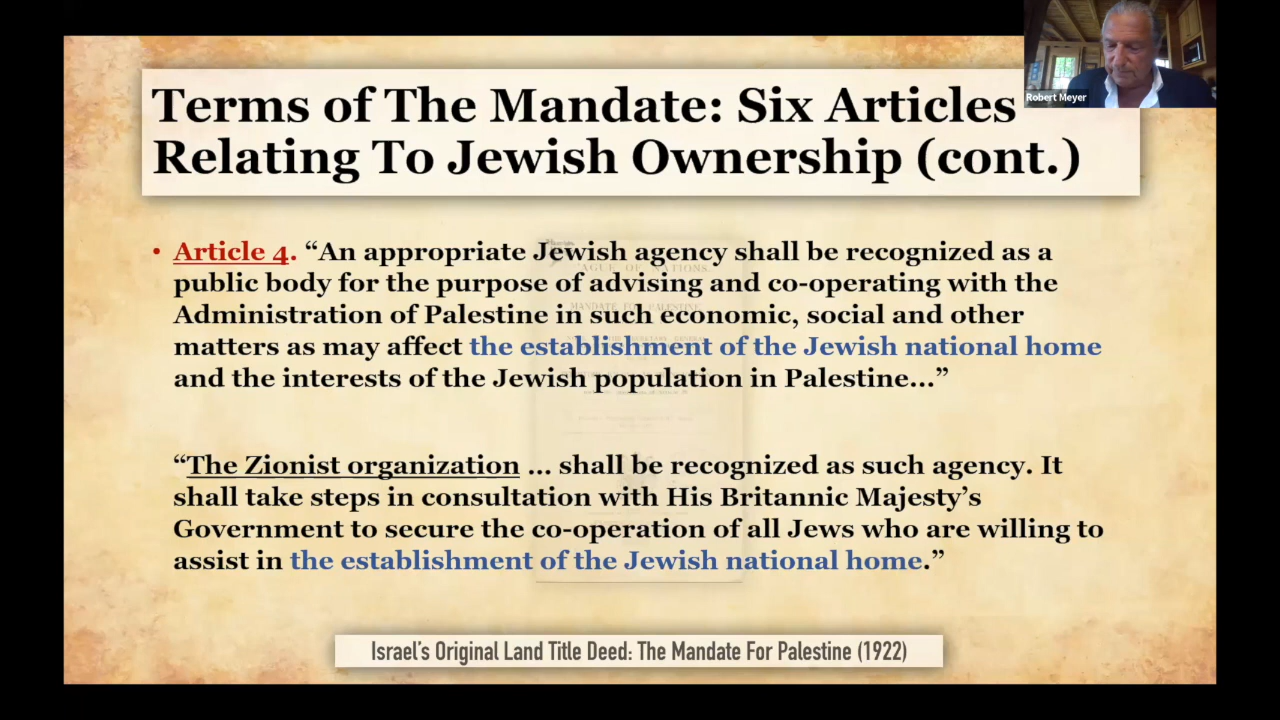 Terms of The Mandate: Six Articles
Relating To Jewish Ownership (cont.)
Robert Meyer
• Article 4. “An appropriate Jewish agency shall be recognized as a
public body for the purpose of advising and co-operating with the
Administration of Palestine in such economic, social and other
matters as may affect the establishment of the Jewish national home
and the interests of the Jewish population in Palestine...”
“The Zionist organization ... shall be recognized as such agency. It
shall take steps in consultation with His Britannic Majesty’s
Government to secure the co-operation of all Jews who are willing to
assist in the establishment of the Jewish national home.”
Israel’s Original Land Title Deed: The Mandate For Palestine (1922)